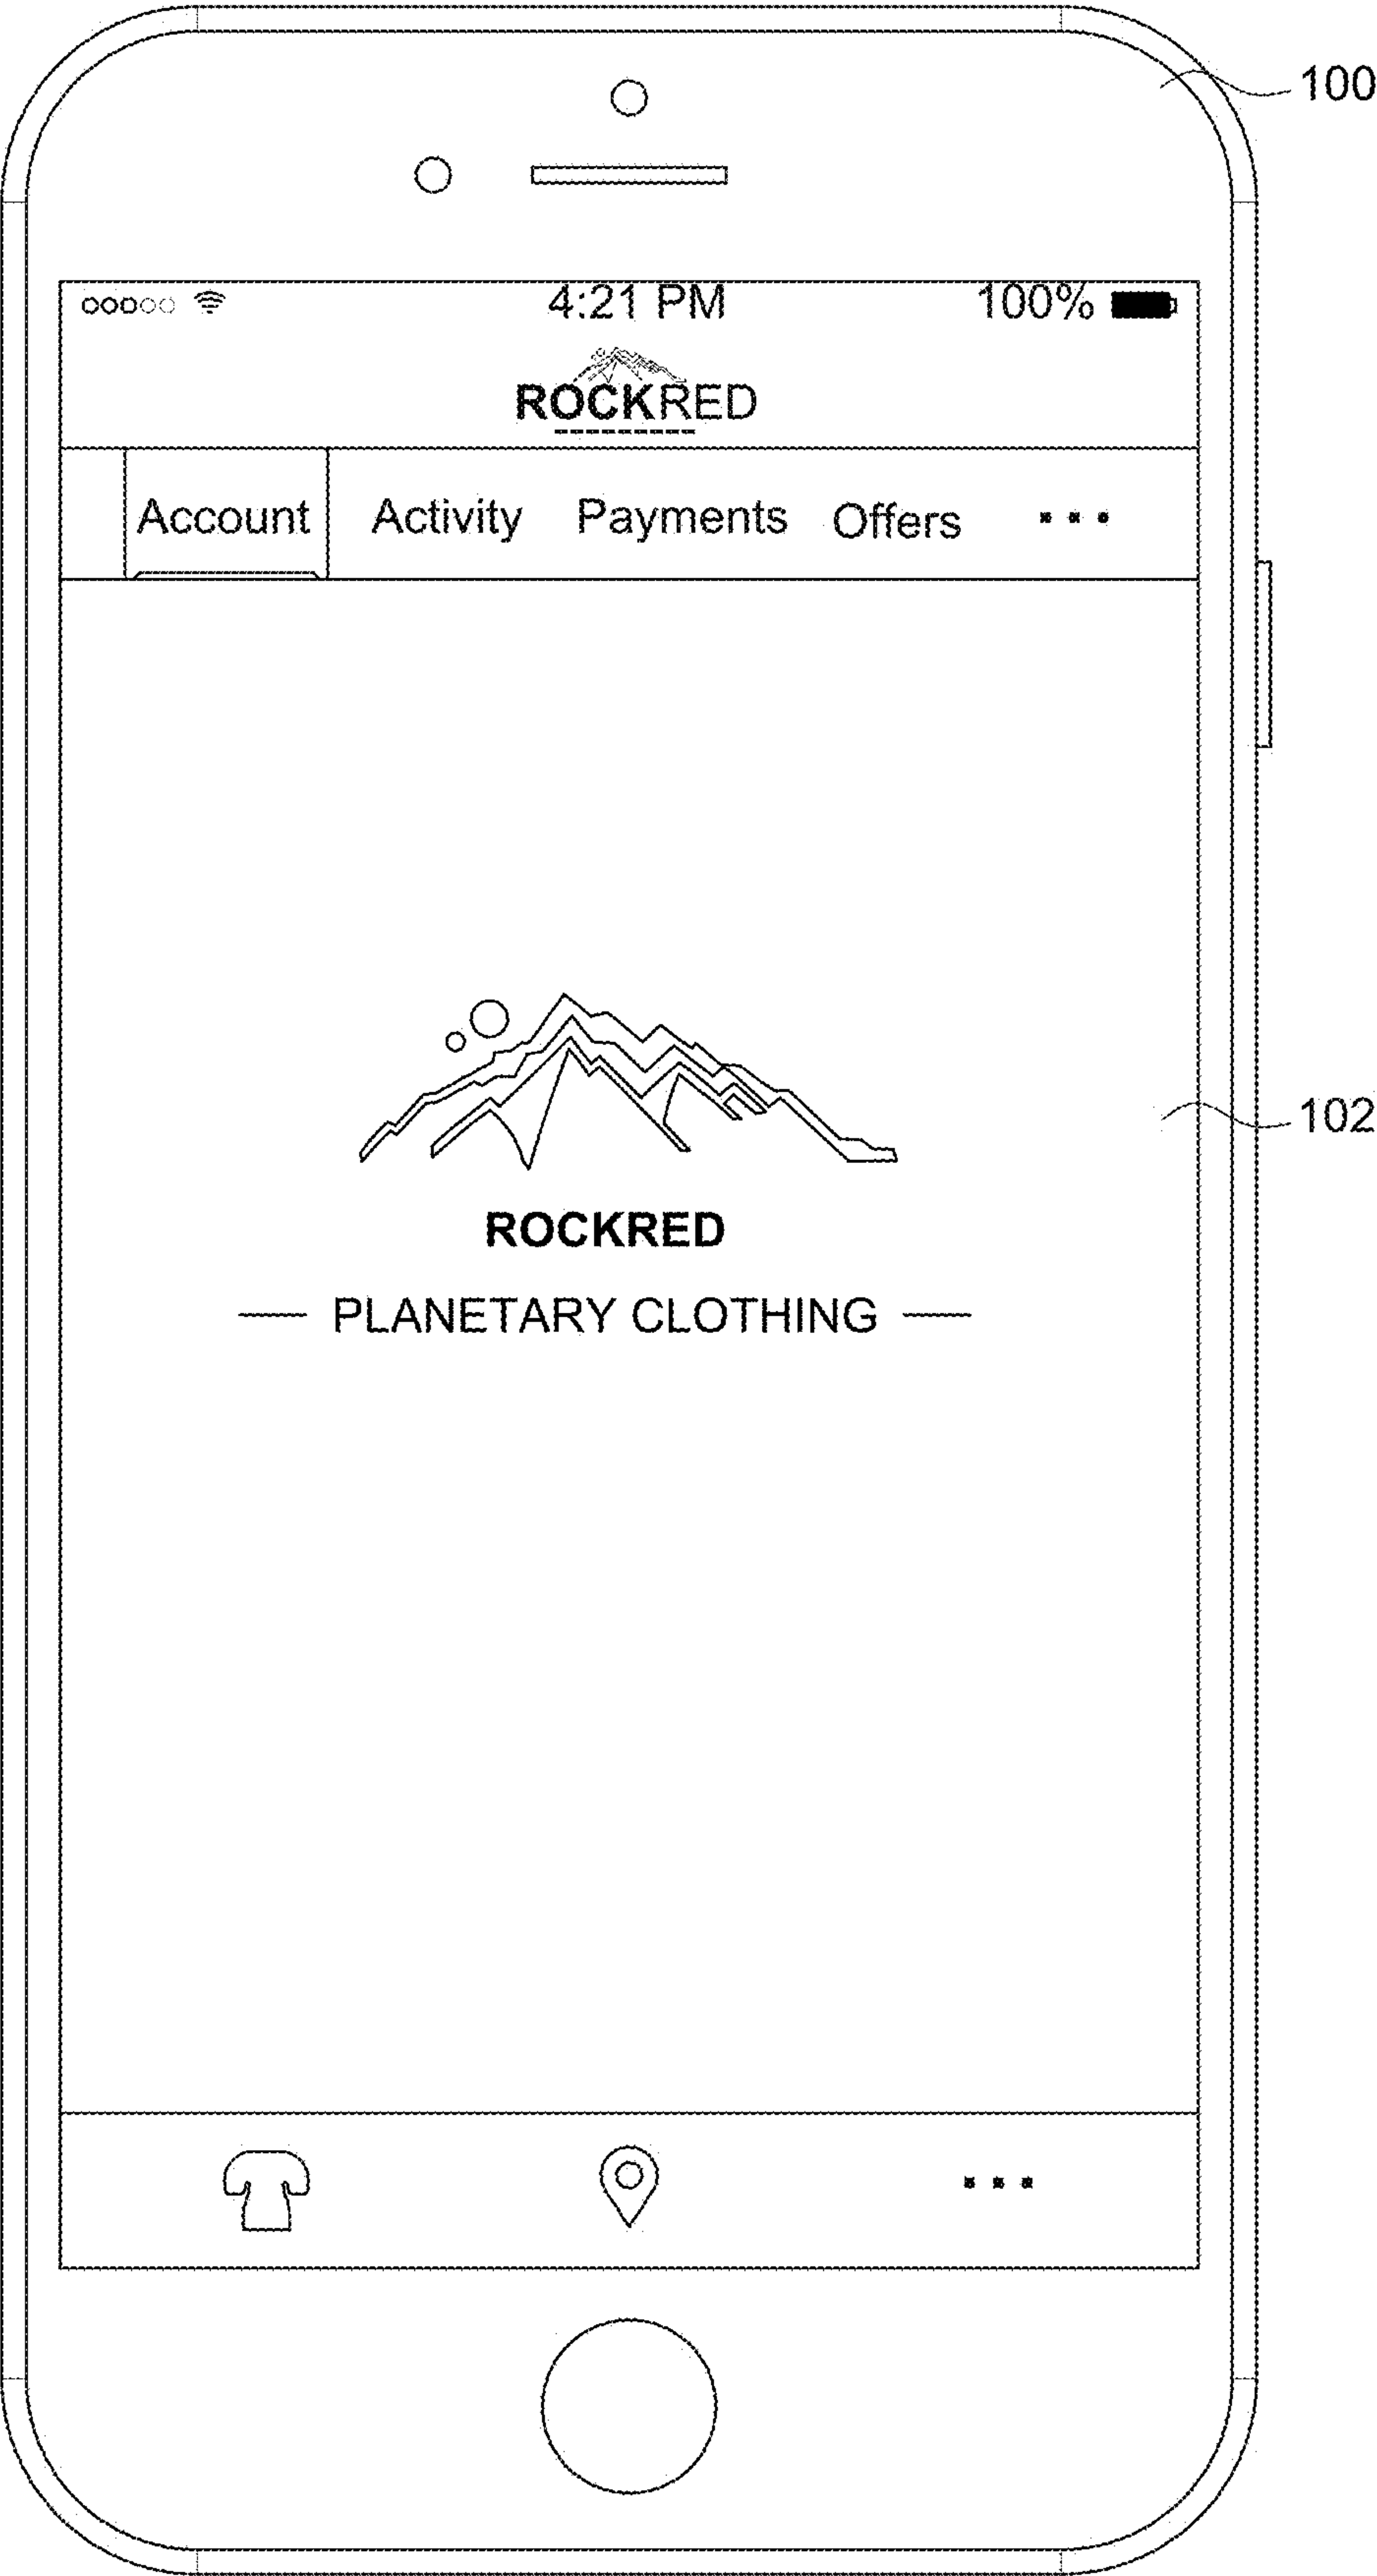 100
4:21 PM 100%
ROCKRED
Account Activity Payments Offers ...
102
ROCKRED
— PLANETARY CLOTHING —
...